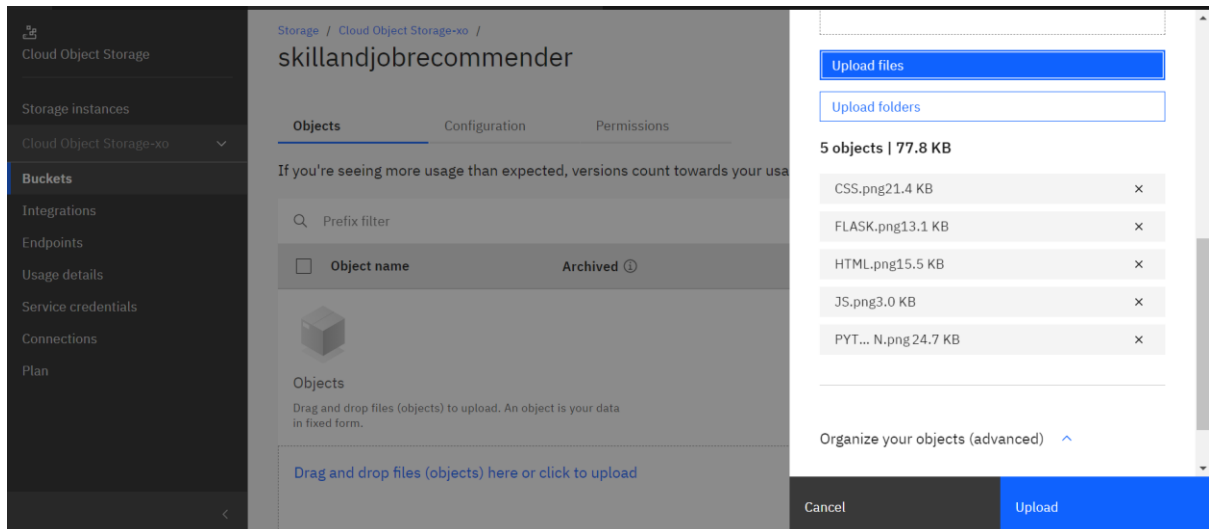 Cloud Object Storage
Storage instances
Cloud Object Storage-xo
Buckets
Integrations
Endpoints
Usage details
Service credentials
Connections
Plan
Storage / Cloud Object Storage-xo /
skillandjobrecommender
Objects Configuration Permissions
If you're seeing more usage than expected, versions count towards your usa
Prefix filter
Object name Archived
Objects
Drag and drop files (objects) to upload. An object is your data
in fixed form.
Drag and drop files (objects) here or click to upload
Upload files
Upload folders
5 objects | 77.8 KB
CSS.png21.4 KB
FLASK.png13.1 KB
HTML.png15.5 KB
JS.png3.0 KB
PYT... N.png 24.7 KB
Organize your objects (advanced)
Cancel Upload